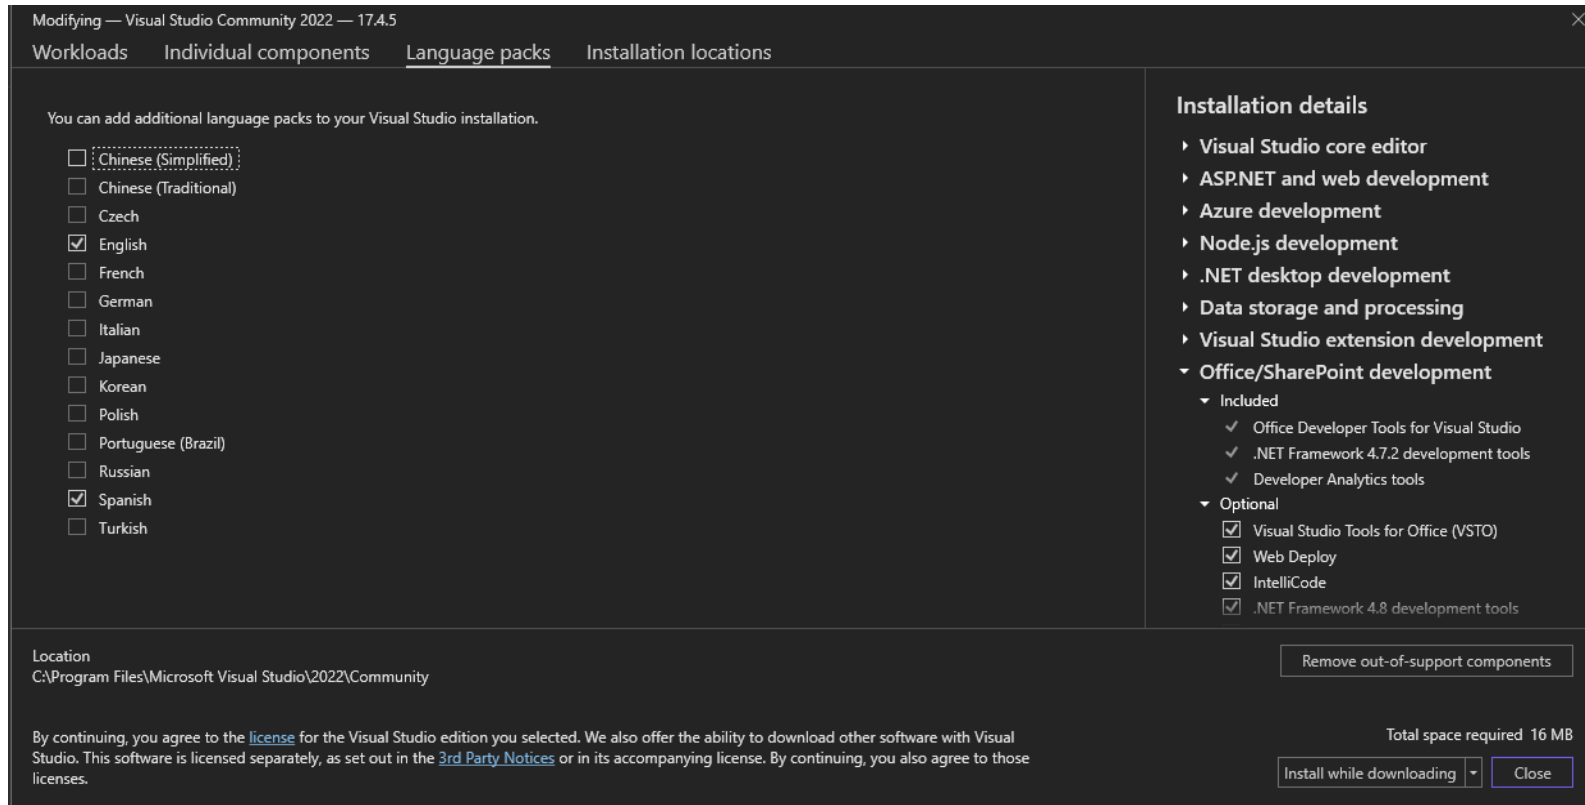 Modifying — Visual Studio Community 2022 — 17.4.5
Workloads Individual components Language packs Installation locations
You can add additional language packs to your Visual Studio installation.
Chinese (Simplified)
Chinese (Traditional)
Czech
English
French
German
Italian
Japanese
Korean
Polish
Portuguese (Brazil)
Russian
Spanish
Turkish
Installation details
Visual Studio core editor
ASP.NET and web development
Azure development
Node.js development
.NET desktop development
Data storage and processing
Visual Studio extension development
Office/SharePoint development
Included
Office Developer Tools for Visual Studio
.NET Framework 4.7.2 development tools
Developer Analytics tools
Optional
Visual Studio Tools for Office (VSTO)
Web Deploy
IntelliCode
.NET Framework 4.8 development tools
Location
C:\Program Files\Microsoft Visual Studio\2022\Community
Remove out-of-support components
By continuing, you agree to the license for the Visual Studio edition you selected. We also offer the ability to download other software with Visual
Studio. This software is licensed separately, as set out in the 3rd Party Notices or in its accompanying license. By continuing, you also agree to those
licenses.
Total space required 16 MB
Install while downloading
Close